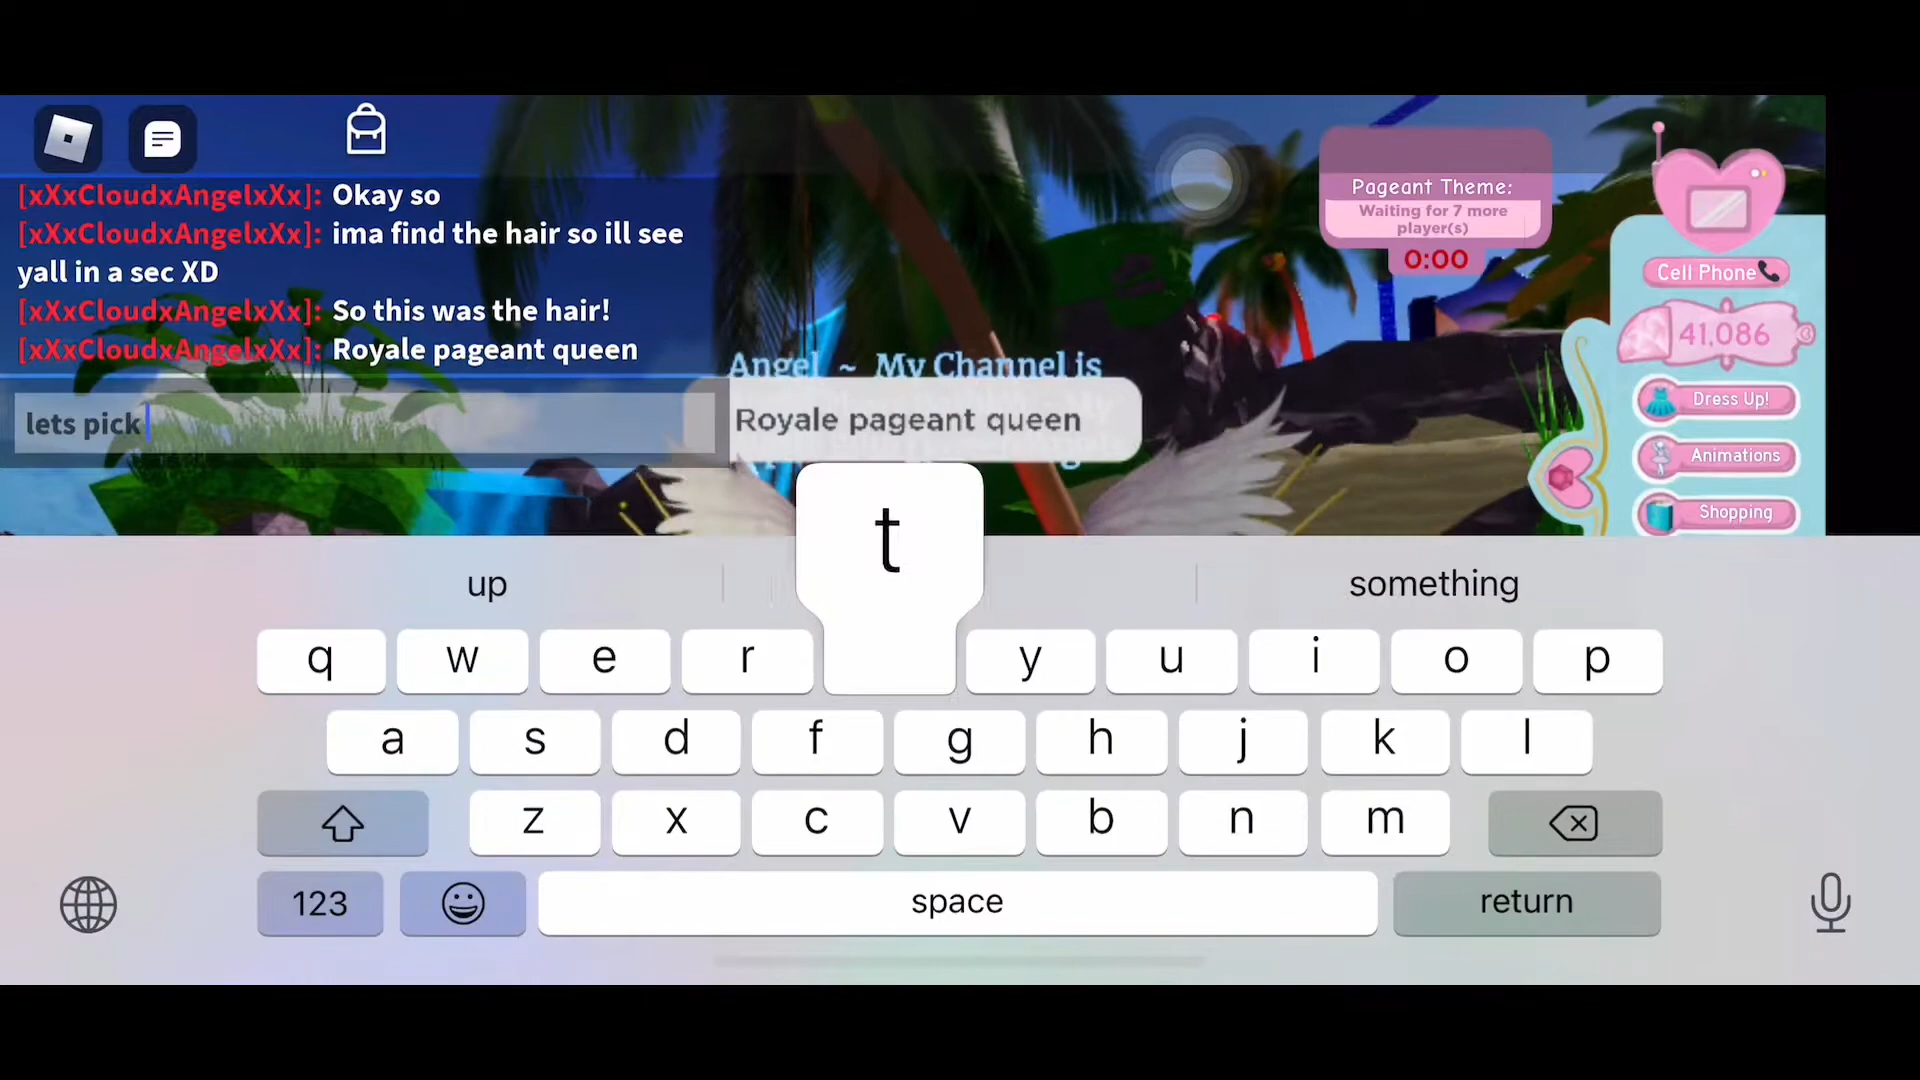 [xXxCloudxAngelxXx]: Okay so
[xXxCloudxAngelxXx]: ima find the hair so ill see
yall in a sec XD
[xXxCloudxAngelxXx]: So this was the hair!
[xXxCloudxAngelxXx]: Royale pageant queen
lets pick
Angel ~ My Channel is
Royale pageant queen
Pageant Theme:
Waiting for 7 more
player(s)
0:00
Cell Phone
41,086
Dress Up!
Animations
Shopping
up
something
t
q w e r y u i o p
a s d f g h j k l
z x c v b n m
123 space return